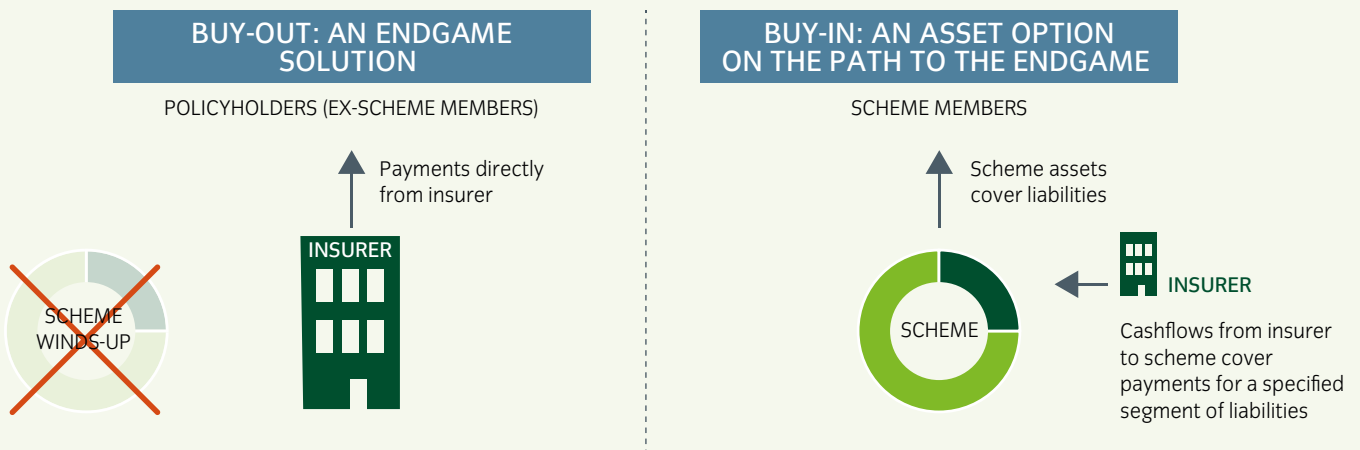 BUY-OUT: AN ENDGAME
SOLUTION
POLICYHOLDERS (EX-SCHEME MEMBERS)
Payments directly
from insurer
INSURER
SCHEME
WINDS-UP
BUY-IN: AN ASSET OPTION
ON THE PATH TO THE ENDGAME
SCHEME MEMBERS
Scheme assets
cover liabilities
SCHEME
INSURER
Cashflows from insurer
to scheme cover
payments for a specified
segment of liabilities